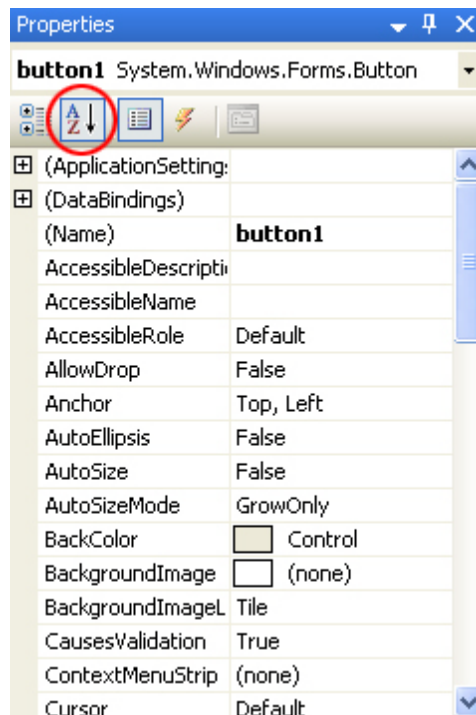 Properties
button1 System.Windows.Forms.Button
A
Z
(ApplicationSetting:
(DataBindings)
(Name) button1
AccessibleDescripti
AccessibleName
AccessibleRole Default
AllowDrop False
Anchor Top, Left
AutoEllipsis False
AutoSize False
AutoSizeMode GrowOnly
BackColor Control
BackgroundImage (none)
BackgroundImageL Tile
CausesValidation True
ContextMenuStrip (none)
Cursor Default